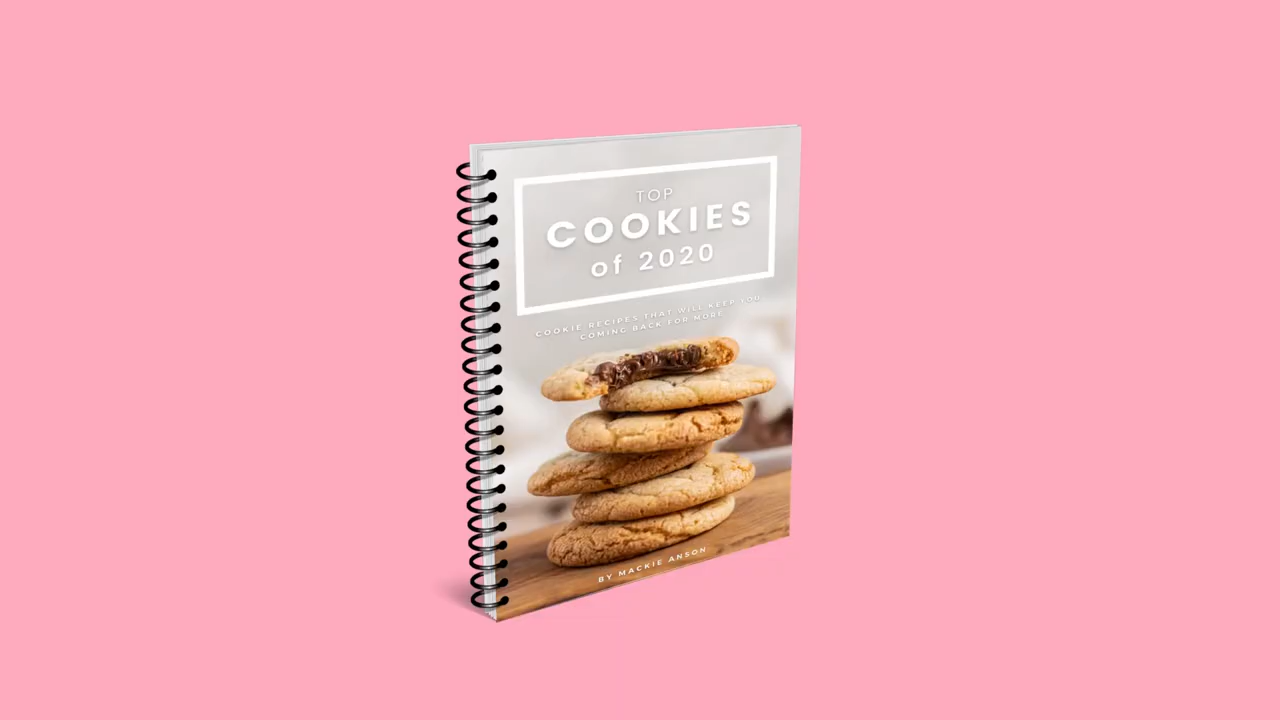 TOP
COOKIES
of 2020
COOKIE RECIPES THAT WILL KEEP YOU
COMING BACK FOR MORE
BY MACKIE ANSON